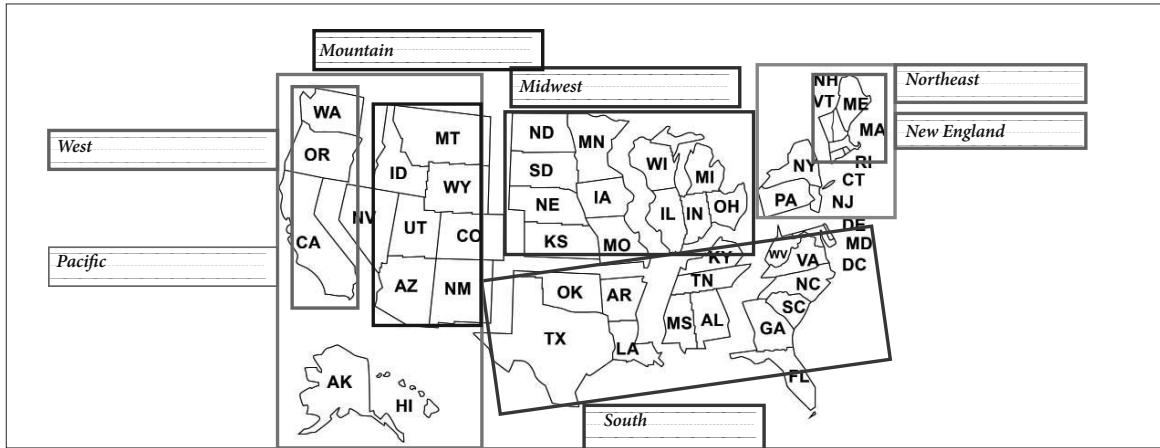 Mountain
Midwest
Northeast
New England
West
Pacific
South
WA
OR
CA
NV
ID
MT
WY
UT
CO
AZ
NM
AK
HI
ND
SD
NE
KS
MN
IA
MO
WI
IL
MI
IN
OH
NH
VT
ME
MA
RI
CT
NY
NJ
PA
DE
MD
DC
WV
VA
KY
TN
NC
SC
GA
FL
OK
AR
TX
LA
MS
AL